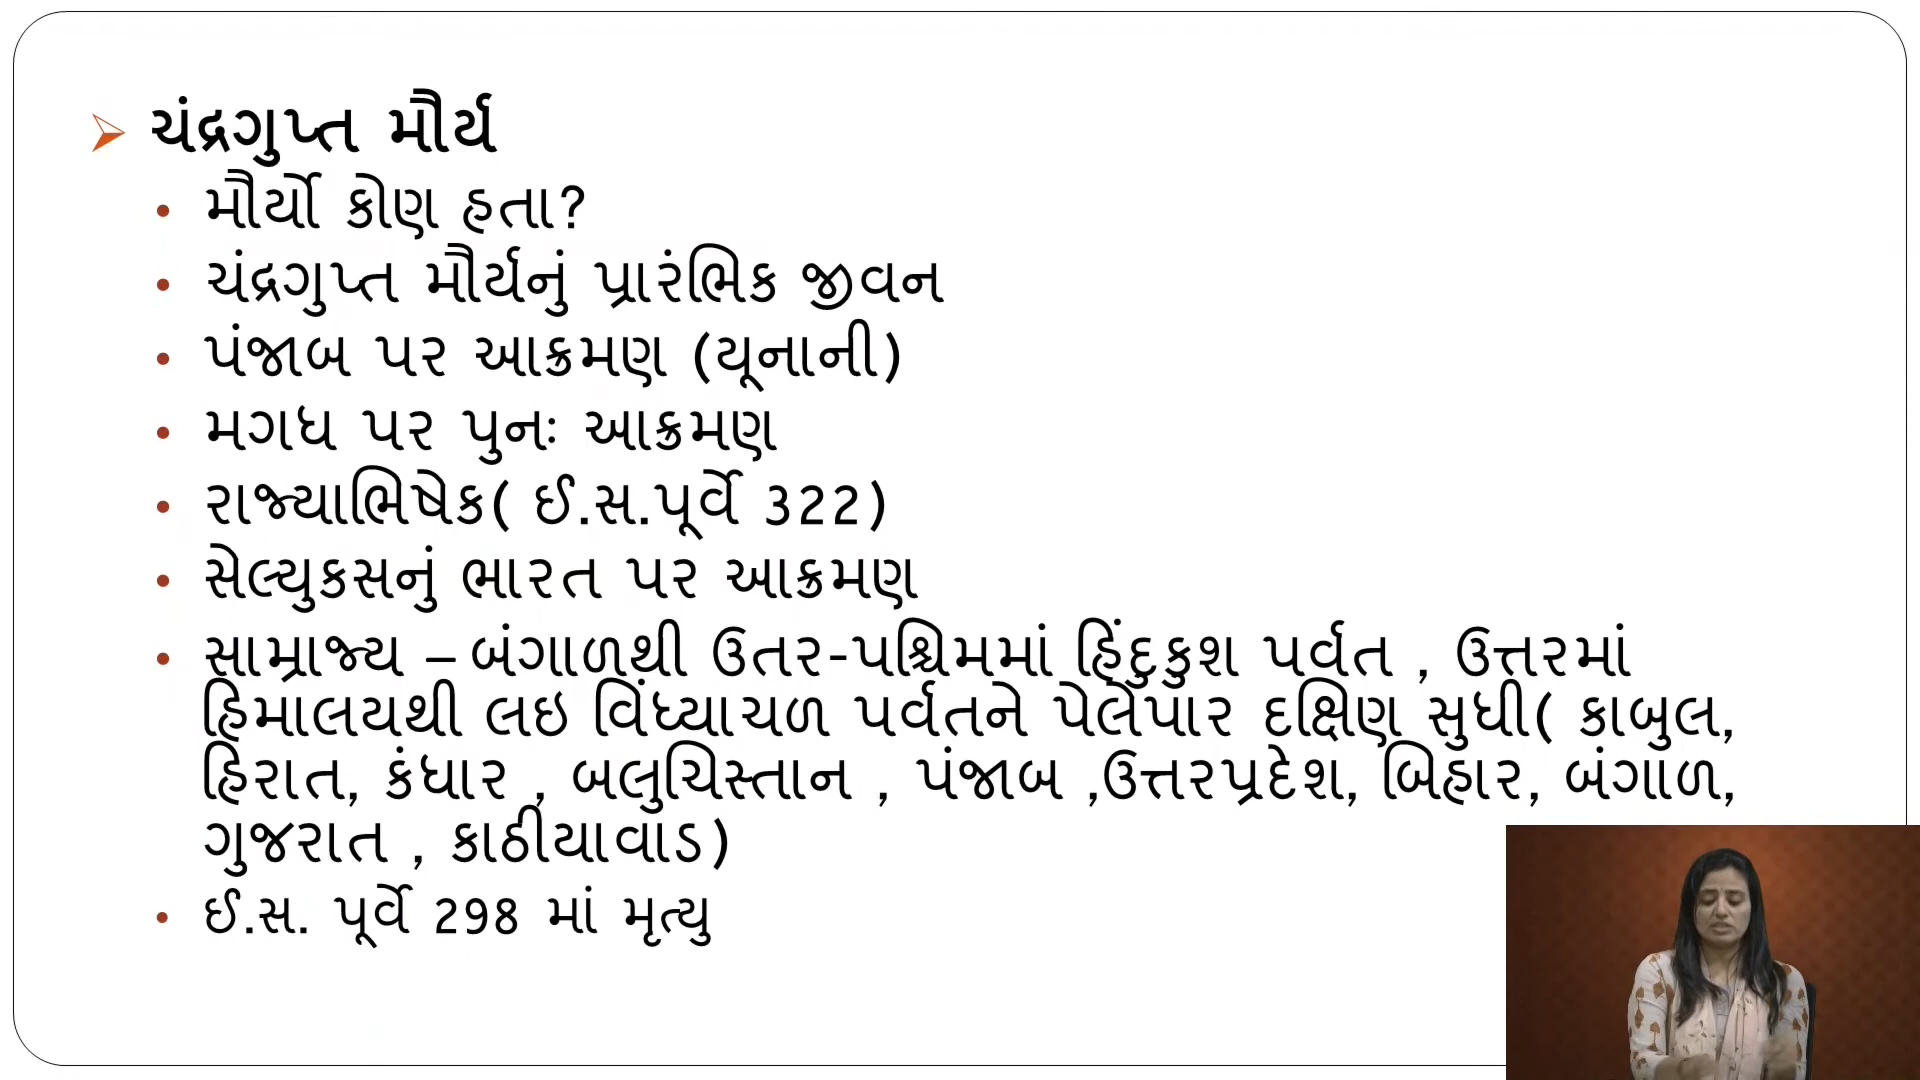 ચંદ્રગુપ્ત મૌર્ય
મૌર્યો કોણ હતા?
ચંદ્રગુપ્ત મૌર્યનું પ્રારંભિક જીવન
પંજાબ પર આક્રમણ (યૂનાની)
મગધ પર પુનઃ આક્રમણ
રાજ્યાભિષેક( ઈ.સ.પૂર્વે 322)
સેલ્યુકસનું ભારત પર આક્રમણ
સામ્રાજ્ય – બંગાળથી ઉતર-પશ્ચિમમાં હિંદુકુશ પર્વત , ઉત્તરમાં
હિમાલયથી લઇ વિંધ્યાચળ પર્વતને પેલેપાર દક્ષિણ સુધી( કાબુલ,
હિરાત, કંધાર , બલુચિસ્તાન , પંજાબ ,ઉત્તરપ્રદેશ, બિહાર, બંગાળ,
ગુજરાત , કાઠીયાવાડ)
ઈ.સ. પૂર્વે 298 માં મૃત્યુ